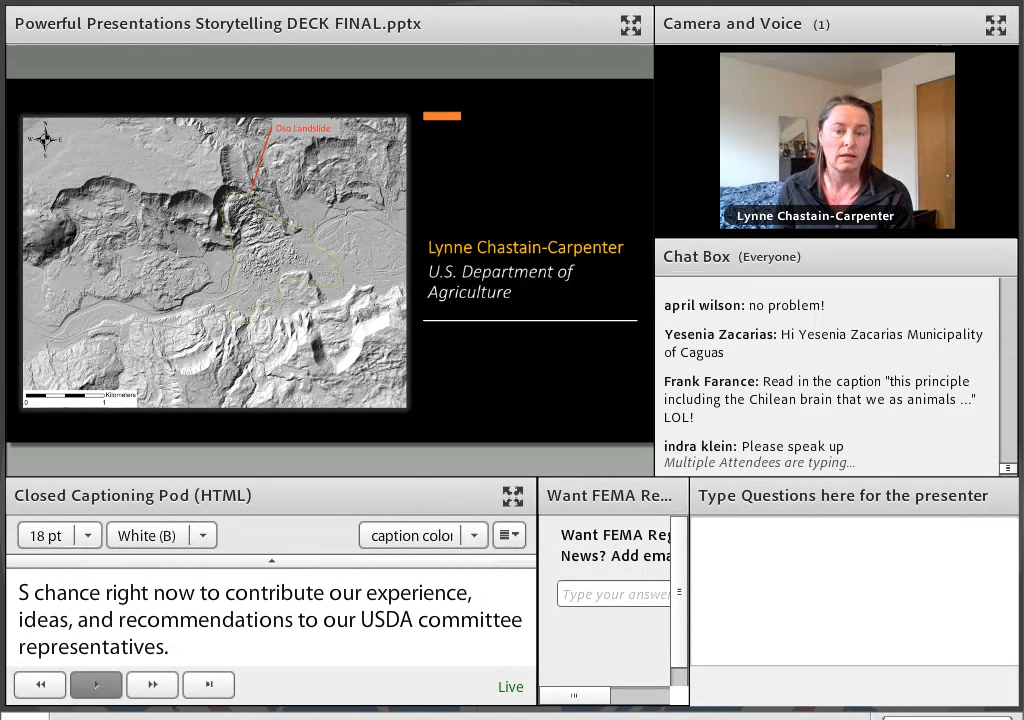 Powerful Presentations Storytelling DECK FINAL.pptx
Oso Landslide
N
W
E
S
Kilometers
0
1
Lynne Chastain-Carpenter
U.S. Department of
Agriculture
Camera and Voice (1)
Lynne Chastain-Carpenter
Chat Box (Everyone)
april wilson: no problem!
Yesenia Zacarias: Hi Yesenia Zacarias Municipality
of Caguas
Frank Farance: Read in the caption "this principle
including the Chilean brain that we as animals ..."
LOL!
indra klein: Please speak up
Multiple Attendees are typing...
Closed Captioning Pod (HTML)
18 pt
White (B)
caption color
S chance right now to contribute our experience,
ideas, and recommendations to our USDA committee
representatives.
Live
Want FEMA Re...
Want FEMA Reg
News? Add ema
Type your answer
Type Questions here for the presenter